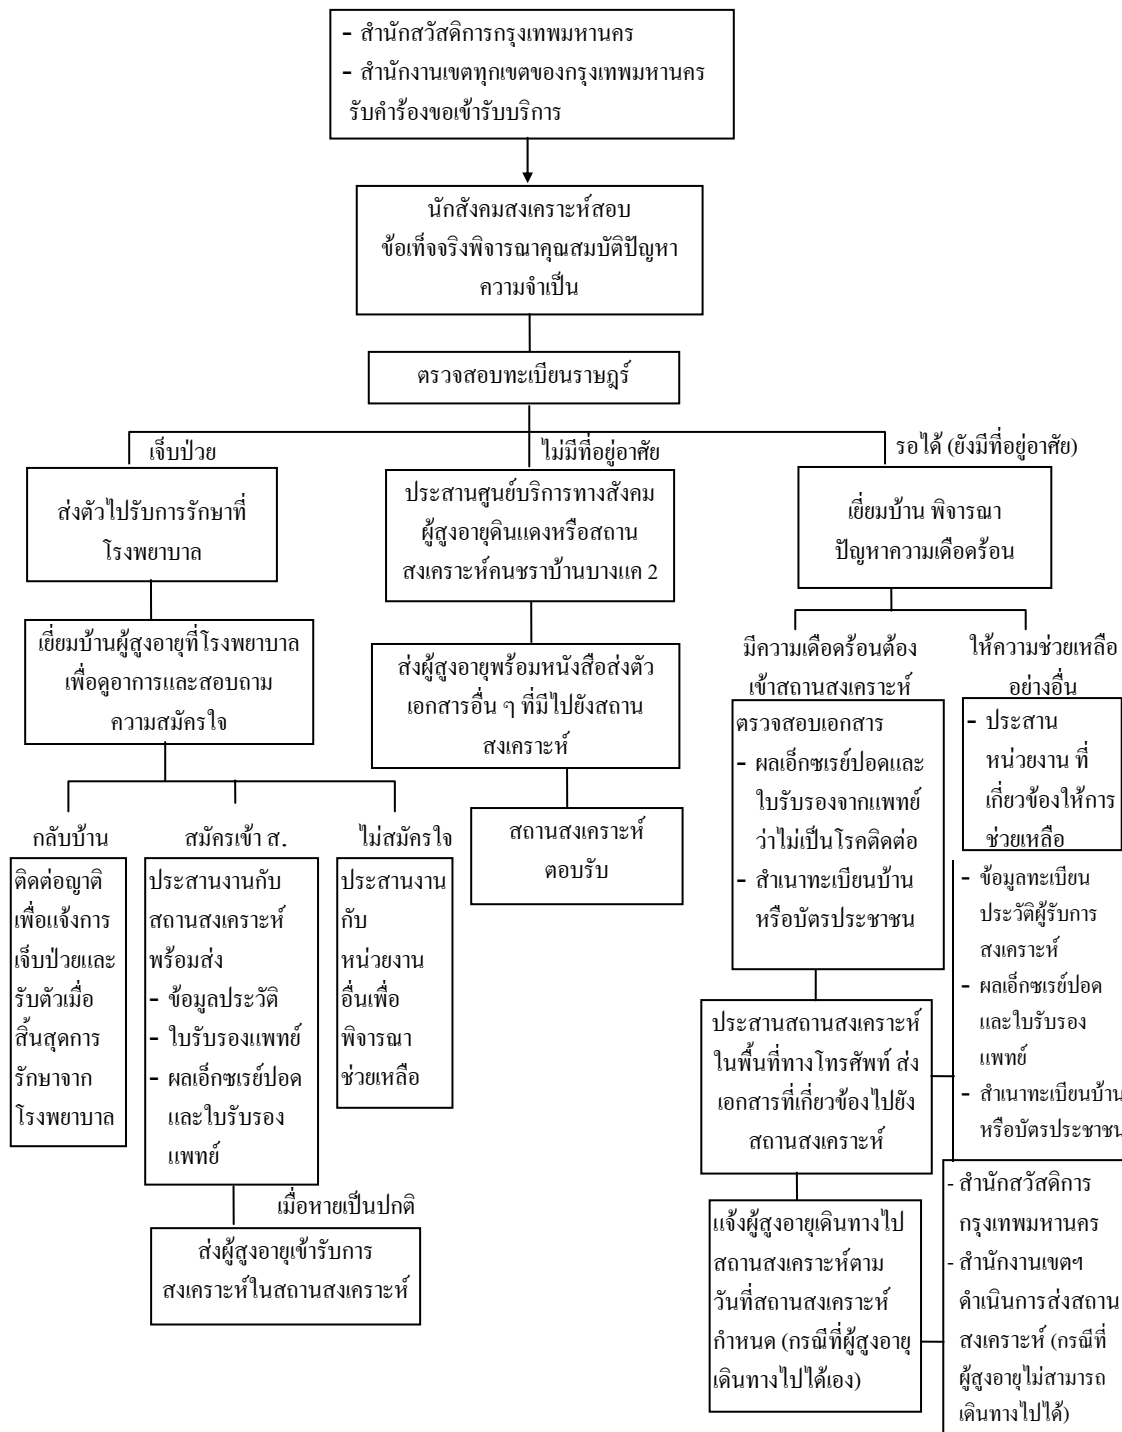 - สำนักสวัสดิการกรุงเทพมหานคร
- สำนักงานเขตทุกเขตของกรุงเทพมหานคร
รับคำร้องขอเข้ารับบริการ
นักสังคมสงเคราะห์สอบ
ข้อเท็จจริงพิจารณาคุณสมบัติปัญหา
ความจำเป็น
ตรวจสอบทะเบียนราษฎร์
เจ็บป่วย
ส่งตัวไปรับการรักษาที่
โรงพยาบาล
เยี่ยมบ้านผู้สูงอายุที่โรงพยาบาล
เพื่อดูอาการและสอบถาม
ความสมัครใจ
กลับบ้าน
ติดต่อญาติ
เพื่อแจ้งการ
เจ็บป่วยและ
รับตัวเมื่อ
สิ้นสุดการ
รักษาจาก
โรงพยาบาล
สมัครเข้า ส.
ประสานงานกับ
สถานสงเคราะห์
พร้อมส่ง
- ข้อมูลประวัติ
- ใบรับรองแพทย์
- ผลเอ็กซเรย์ปอด
และใบรับรอง
แพทย์
เมื่อหายเป็นปกติ
ส่งผู้สูงอายุเข้ารับการ
สงเคราะห์ในสถานสงเคราะห์
ไม่สมัครใจ
ประสานงาน
กับ
หน่วยงาน
อื่นเพื่อ
พิจารณา
ช่วยเหลือ
ไม่มีที่อยู่อาศัย
ประสานศูนย์บริการทางสังคม
ผู้สูงอายุดินแดงหรือสถาน
สงเคราะห์คนชราบ้านบางแค 2
ส่งผู้สูงอายุพร้อมหนังสือส่งตัว
เอกสารอื่น ๆ ที่มีไปยังสถาน
สงเคราะห์
สถานสงเคราะห์
ตอบรับ
รอได้ (ยังมีที่อยู่อาศัย)
เยี่ยมบ้าน พิจารณา
ปัญหาความเดือดร้อน
มีความเดือดร้อนต้อง
เข้าสถานสงเคราะห์
ตรวจสอบเอกสาร
- ผลเอ็กซเรย์ปอดและ
ใบรับรองจากแพทย์
ว่าไม่เป็นโรคติดต่อ
- สำเนาทะเบียนบ้าน
หรือบัตรประชาชน
ให้ความช่วยเหลือ
อย่างอื่น
- ประสาน
หน่วยงาน ที่
เกี่ยวข้องให้การ
ช่วยเหลือ
ประสานสถานสงเคราะห์
ในพื้นที่ทางโทรศัพท์ ส่ง
เอกสารที่เกี่ยวข้องไปยัง
สถานสงเคราะห์
- ข้อมูลทะเบียน
ประวัติผู้รับการ
สงเคราะห์
- ผลเอ็กซเรย์ปอด
และใบรับรอง
แพทย์
- สำเนาทะเบียนบ้าน
หรือบัตรประชาชน
แจ้งผู้สูงอายุเดินทางไป
สถานสงเคราะห์ตาม
วันที่สถานสงเคราะห์
กำหนด (กรณีที่ผู้สูงอายุ
เดินทางไปได้เอง)
- สำนักสวัสดิการ
กรุงเทพมหานคร
- สำนักงานเขตฯ
ดำเนินการส่งสถาน
สงเคราะห์ (กรณีที่
ผู้สูงอายุไม่สามารถ
เดินทางไปได้)